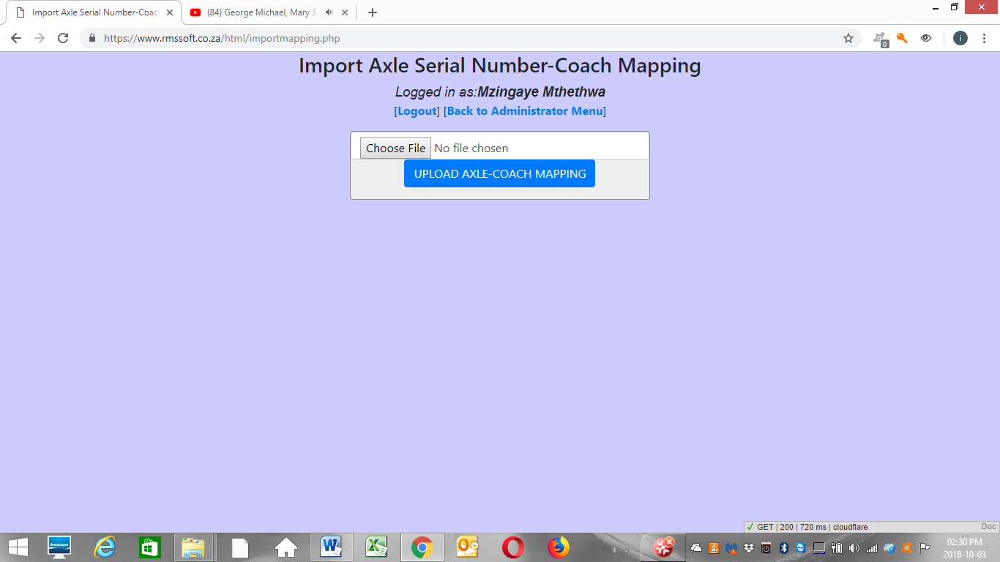 Import Axle Serial Number-Coach
(84) George Michael, Mary J.
https://www.rmssoft.co.za/html/importmapping.php
0
i
Import Axle Serial Number-Coach Mapping
Logged in as:Mzingaye Mthethwa
[Logout] [Back to Administrator Menu]
Choose File No file chosen
UPLOAD AXLE-COACH MAPPING
✓ GET | 200 | 720 ms | cloudflare
Doc
lenovo
02:30 PM
2018-10-03